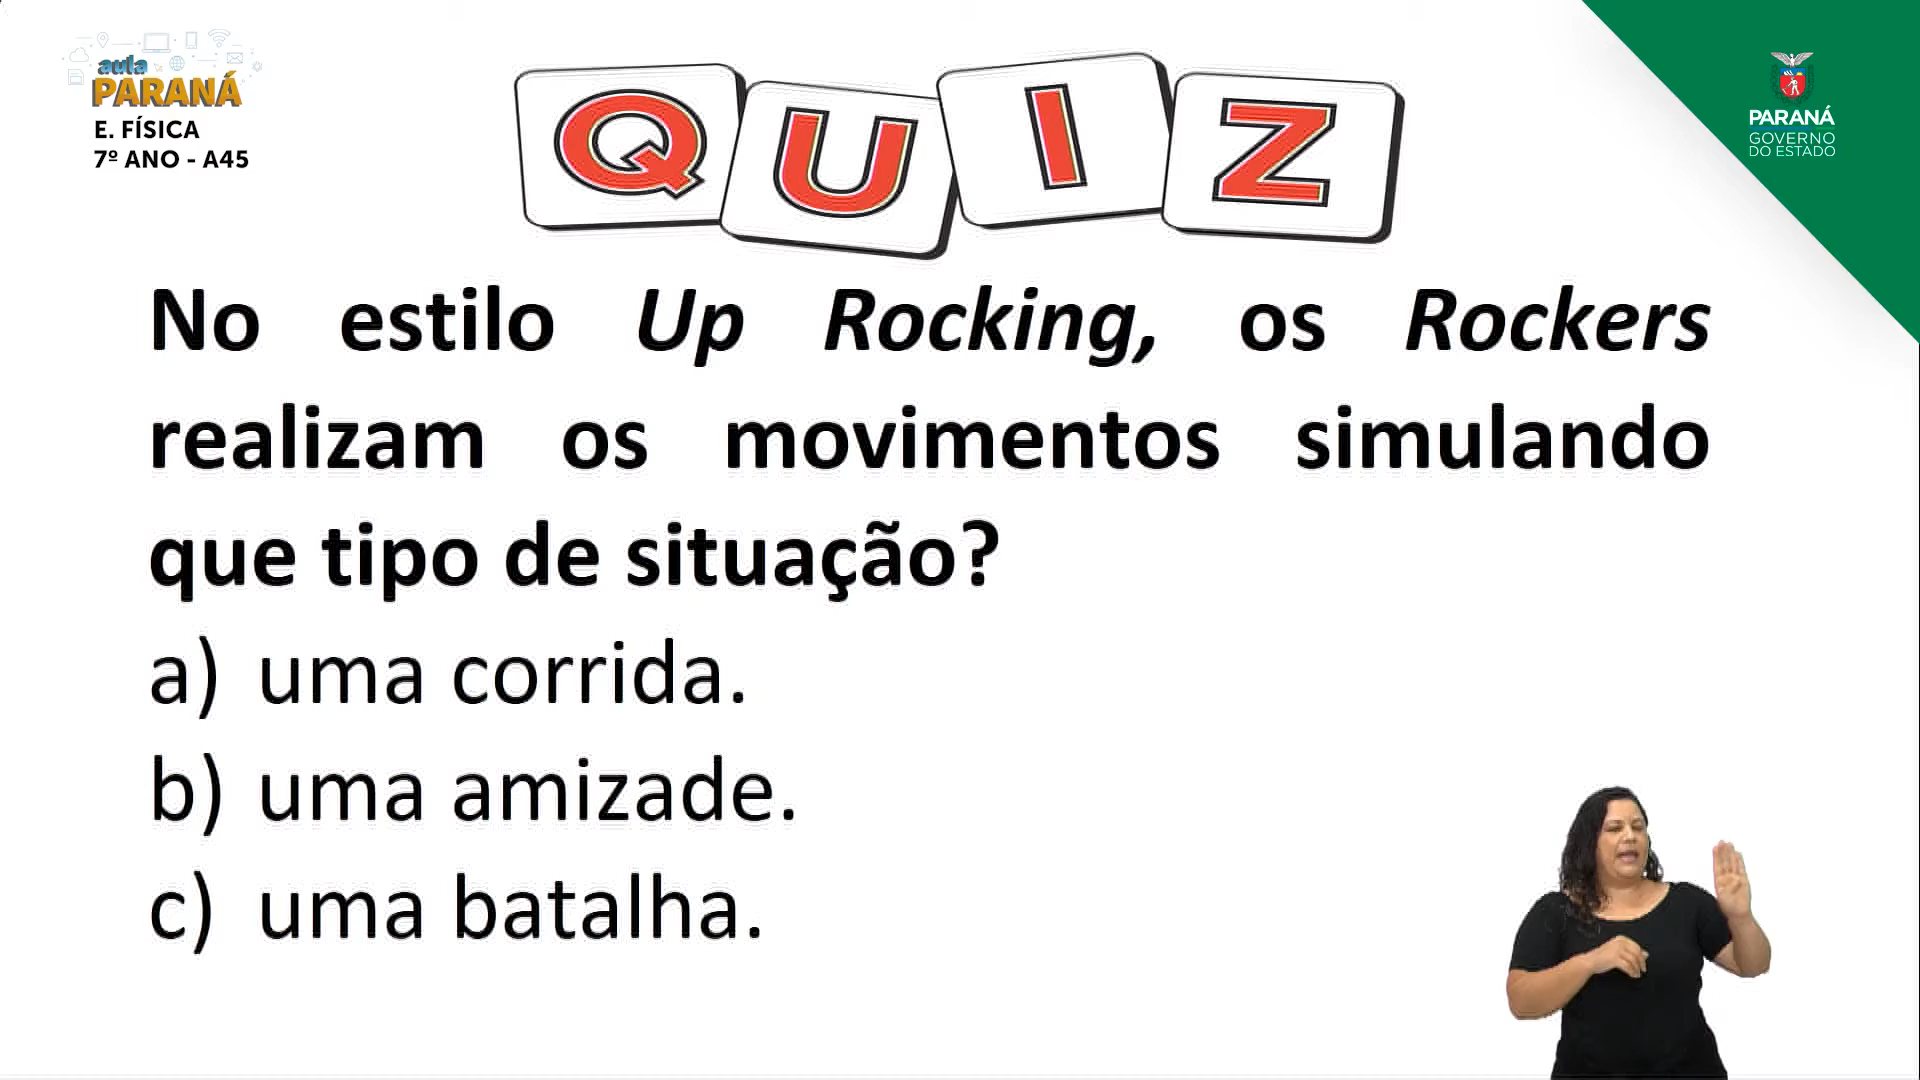 aula
PARANÁ
E. FÍSICA
7º ANO - A45
QUIZ
PARANÁ
GOVERNO
DO ESTADO
No estilo Up Rocking, os Rockers
realizam os movimentos simulando
que tipo de situação?
a) uma corrida.
b) uma amizade.
c) uma batalha.